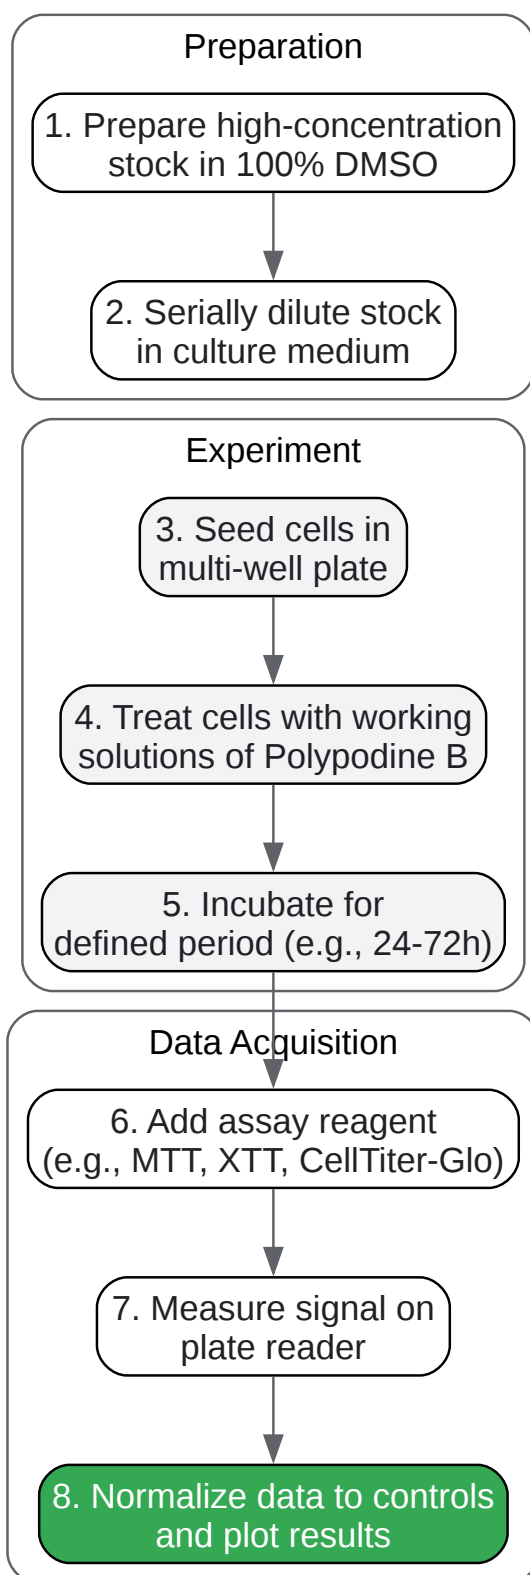 Preparation
1. Prepare high-concentration
stock in 100% DMSO
2. Serially dilute stock
in culture medium
Experiment
3. Seed cells in
multi-well plate
4. Treat cells with working
solutions of Polypodine B
5. Incubate for
defined period (e.g., 24-72h)
Data Acquisition
6. Add assay reagent
(e.g., MTT, XTT, CellTiter-Glo)
7. Measure signal on
plate reader
8. Normalize data to controls
and plot results